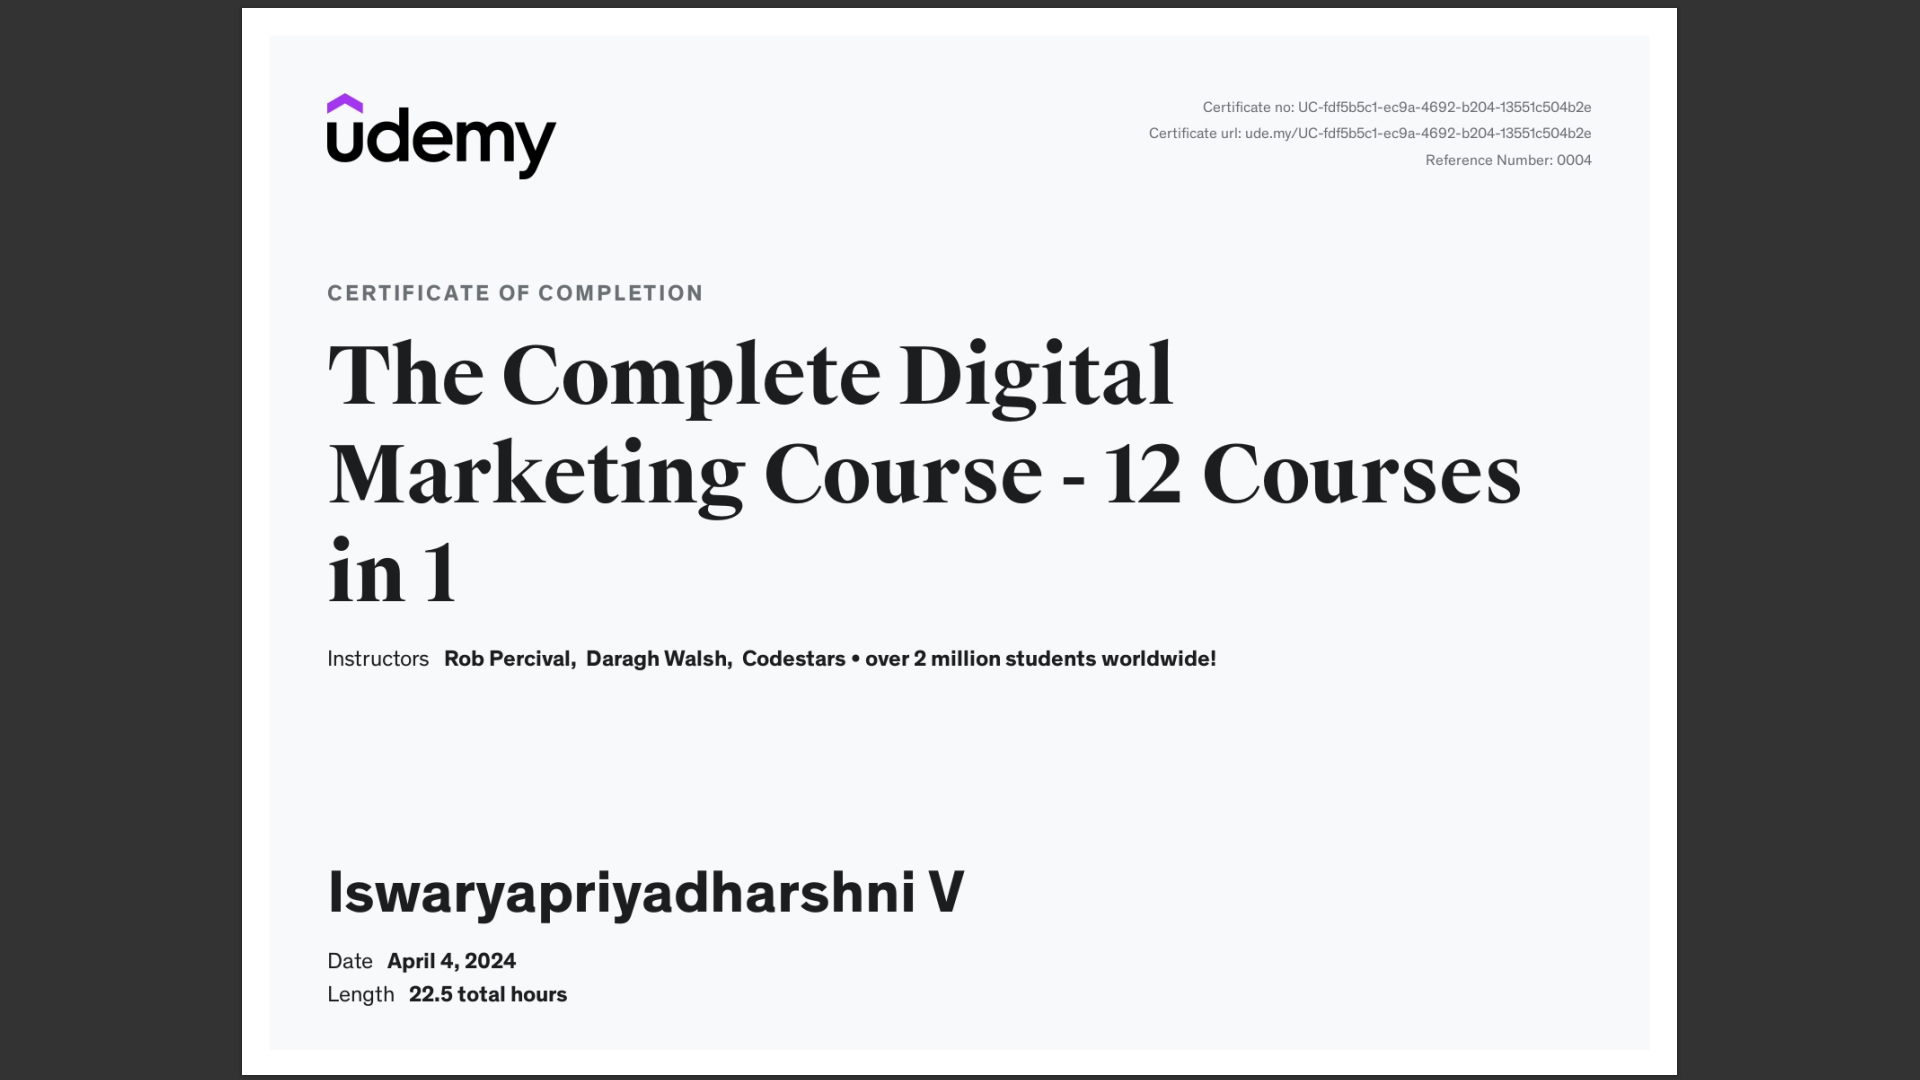 udemy
Certificate no: UC-fdf5b5c1-ec9a-4692-b204-13551c504b2e
Certificate url: ude.my/UC-fdf5b5c1-ec9a-4692-b204-13551c504b2e
Reference Number: 0004
CERTIFICATE OF COMPLETION
The Complete Digital
Marketing Course - 12 Courses
in 1
Instructors Rob Percival, Daragh Walsh, Codestars • over 2 million students worldwide!
Iswaryapriyadharshni V
Date April 4, 2024
Length 22.5 total hours